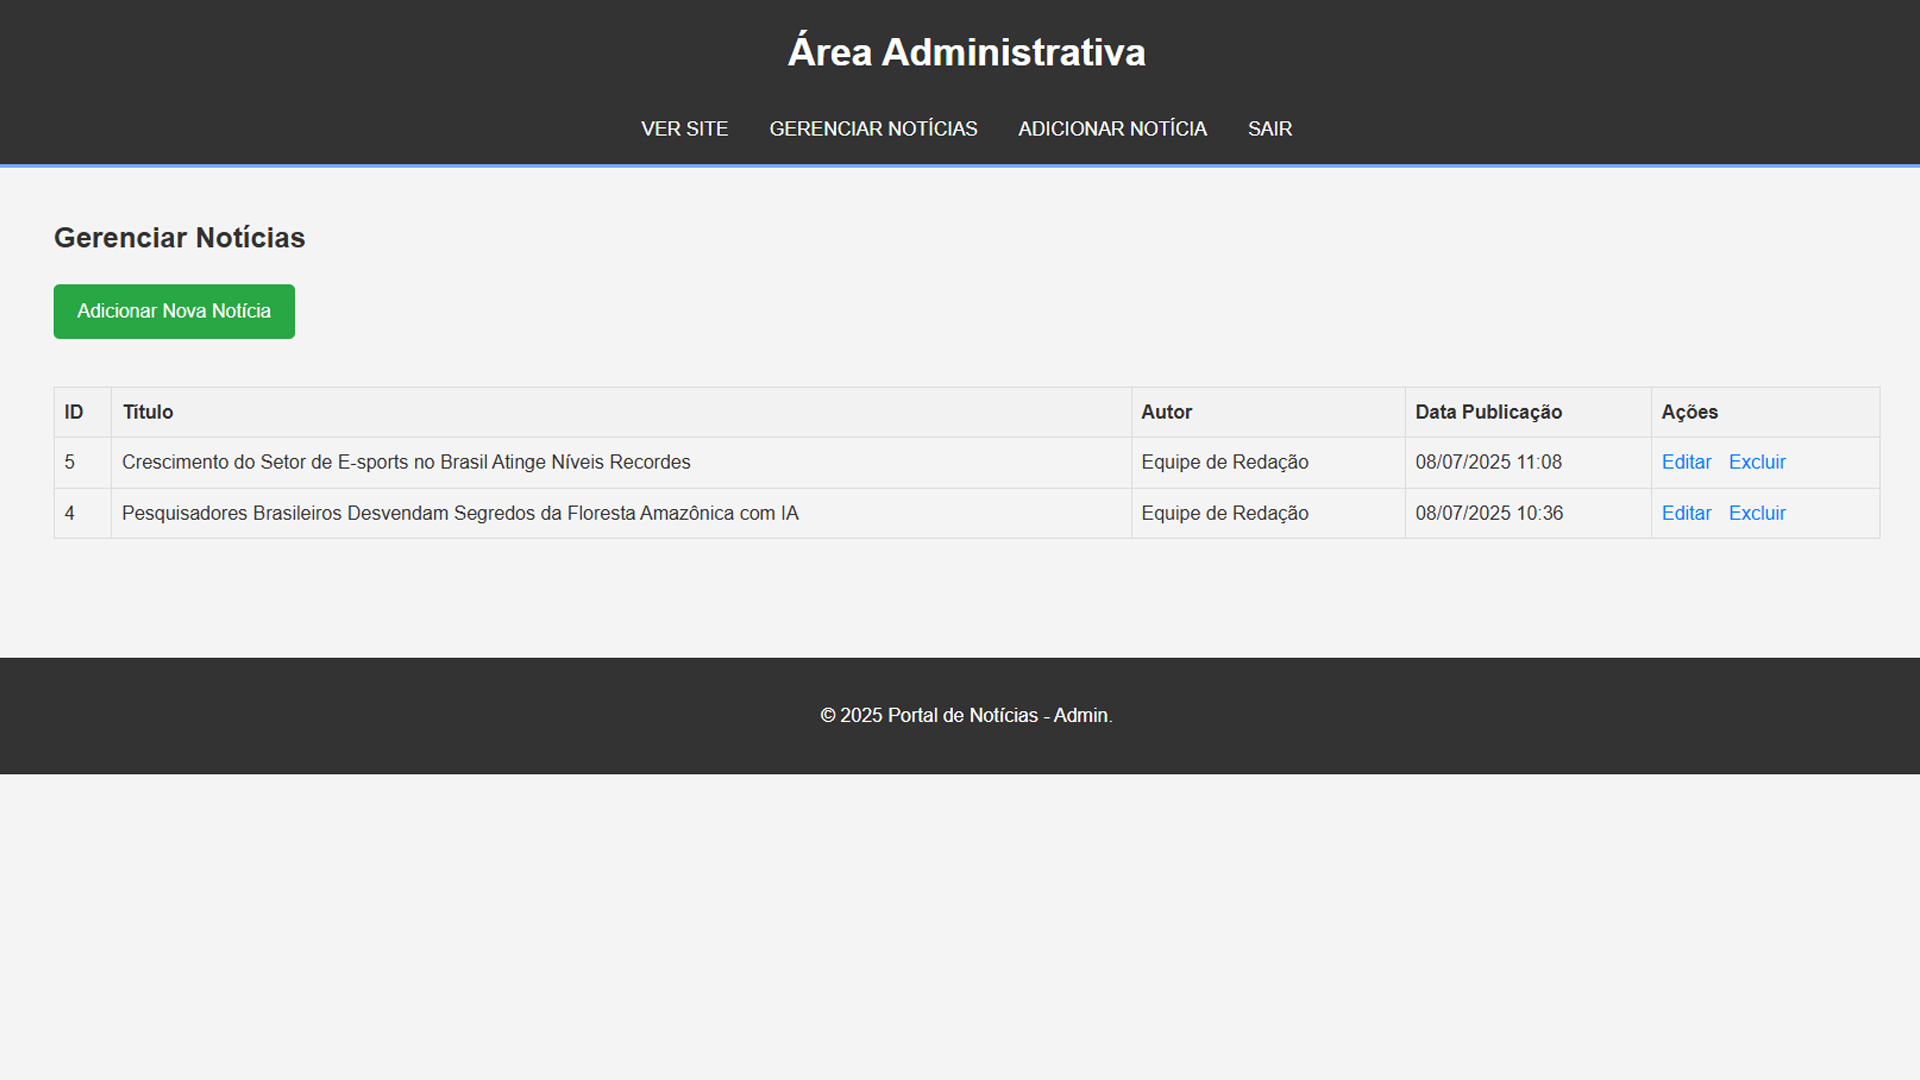 Área Administrativa
VER SITE GERENCIAR NOTÍCIAS ADICIONAR NOTÍCIA SAIR
Gerenciar Notícias
Adicionar Nova Notícia
ID Título Autor Data Publicação Ações
5 Crescimento do Setor de E-sports no Brasil Atinge Níveis Recordes Equipe de Redação 08/07/2025 11:08 Editar Excluir
4 Pesquisadores Brasileiros Desvendam Segredos da Floresta Amazônica com IA Equipe de Redação 08/07/2025 10:36 Editar Excluir
© 2025 Portal de Notícias - Admin.